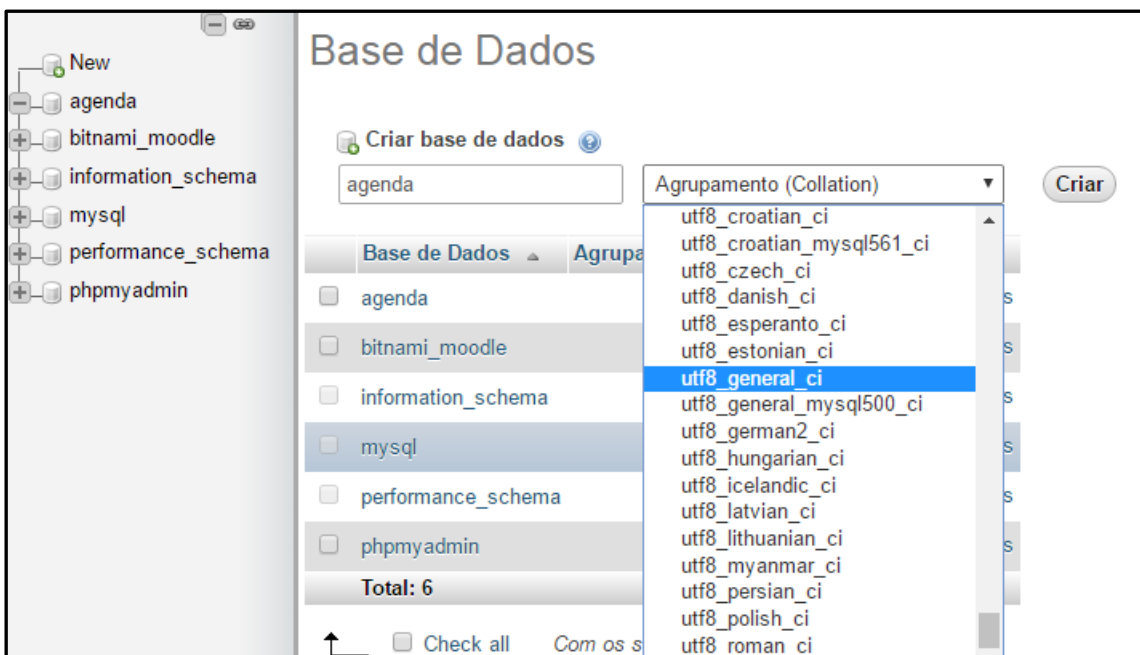 New
agenda
bitnami_moodle
information_schema
mysql
performance_schema
phpmyadmin
Base de Dados
Criar base de dados
agenda
Agrupamento (Collation)
Criar
utf8_croatian_ci
utf8_croatian_mysql561_ci
utf8_czech_ci
utf8_danish_ci
utf8_esperanto_ci
utf8_estonian_ci
utf8_general_ci
utf8_general_mysql500_ci
utf8_german2_ci
utf8_hungarian_ci
utf8_icelandic_ci
utf8_latvian_ci
utf8_lithuanian_ci
utf8_myanmar_ci
utf8_persian_ci
utf8_polish_ci
utf8_roman_ci
Base de Dados Agrupa
agenda s
bitnami_moodle s
information_schema s
mysql s
performance_schema s
phpmyadmin s
Total: 6
Check all Com os s